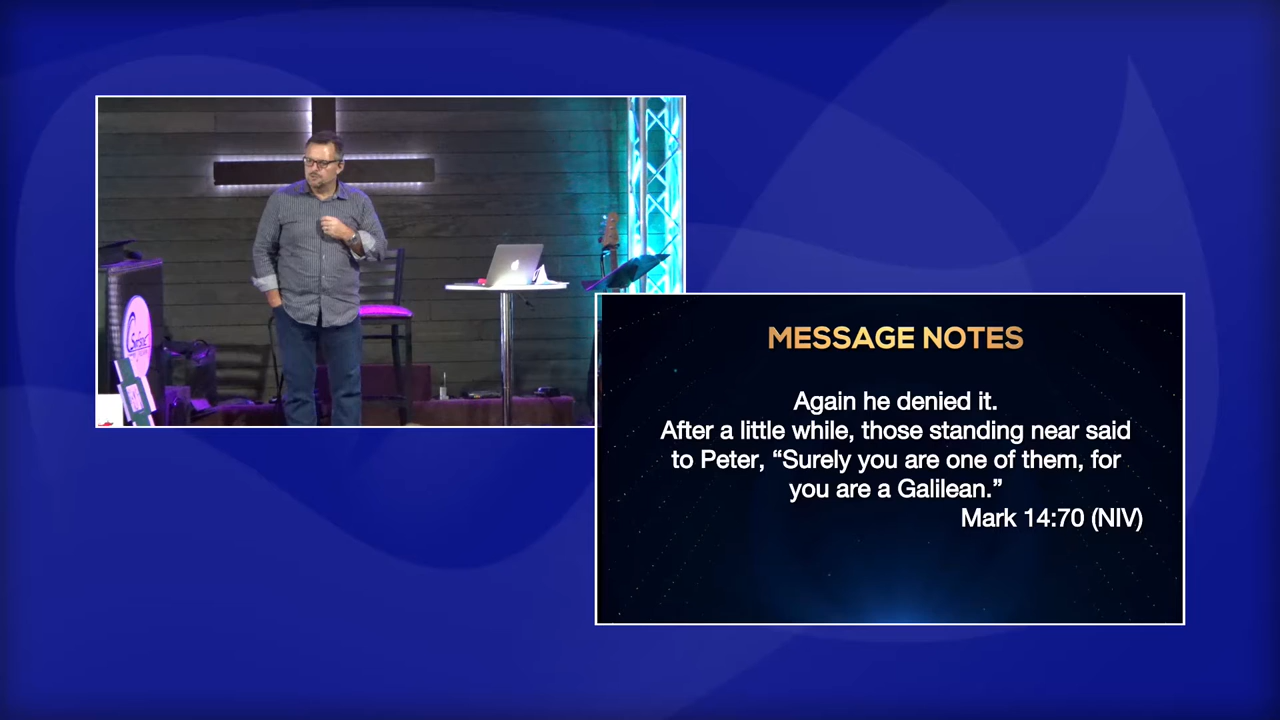 MESSAGE NOTES
Again he denied it.
After a little while, those standing near said
to Peter, “Surely you are one of them, for
you are a Galilean.”
Mark 14:70 (NIV)